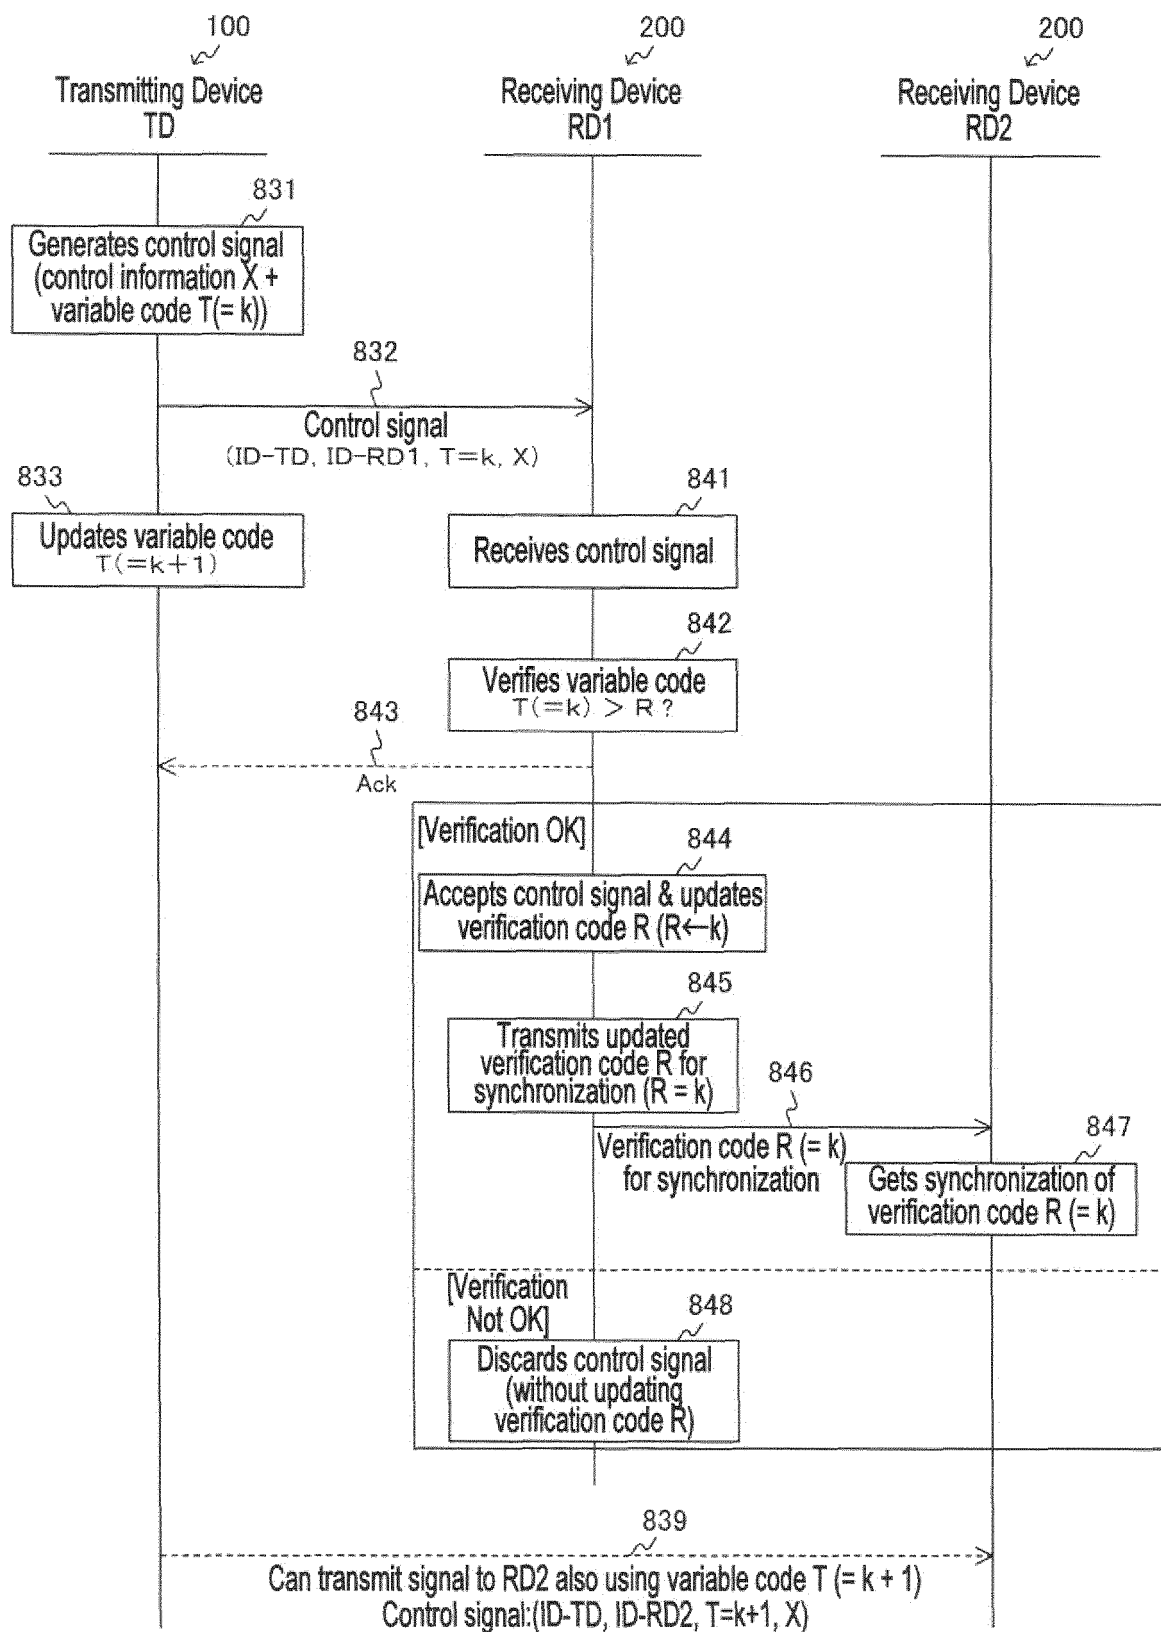 100
200
200
Transmitting Device
TD
Receiving Device
RD1
Receiving Device
RD2
831
Generates control signal
(control information X +
variable code T(= k))
832
Control signal
(ID-TD, ID-RD1, T=k, X)
833
Updates variable code
T(=k+1)
841
Receives control signal
842
Verifies variable code
T(=k) > R ?
843
Ack
[Verification OK]
844
Accepts control signal & updates
verification code R (R←k)
845
Transmits updated
verification code R for
synchronization (R = k)
846
Verification code R (= k)
for synchronization
847
Gets synchronization of
verification code R (= k)
[Verification
Not OK]
848
Discards control signal
(without updating
verification code R)
839
Can transmit signal to RD2 also using variable code T (= k + 1)
Control signal:(ID-TD, ID-RD2, T=k+1, X)